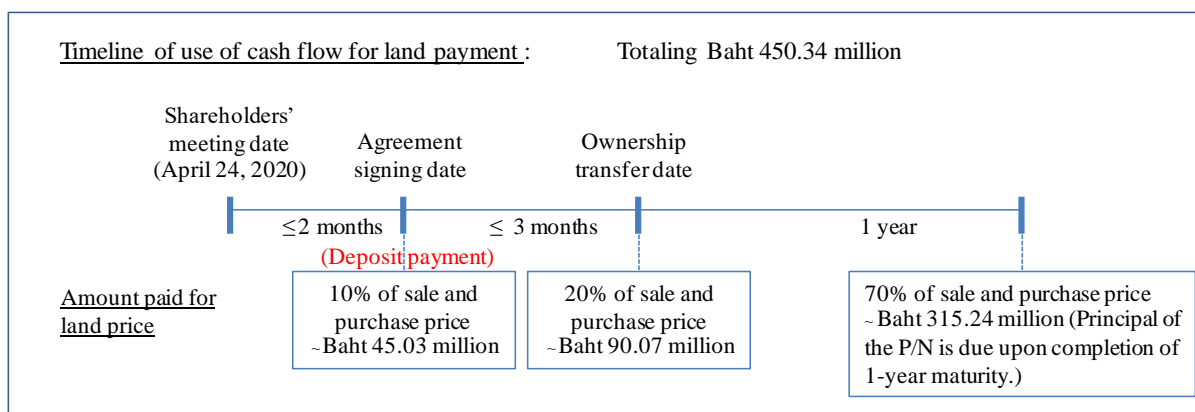 Timeline of use of cash flow for land payment : Totaling Baht 450.34 million
Shareholders'
meeting date
(April 24, 2020)
Agreement
signing date
Ownership
transfer date
≤2 months
≤ 3 months
1 year
(Deposit payment)
Amount paid for
land price
10% of sale and
purchase price
~Baht 45.03 million
20% of sale and
purchase price
~Baht 90.07 million
70% of sale and purchase price
~Baht 315.24 million (Principal of
the P/N is due upon completion of
1-year maturity.)